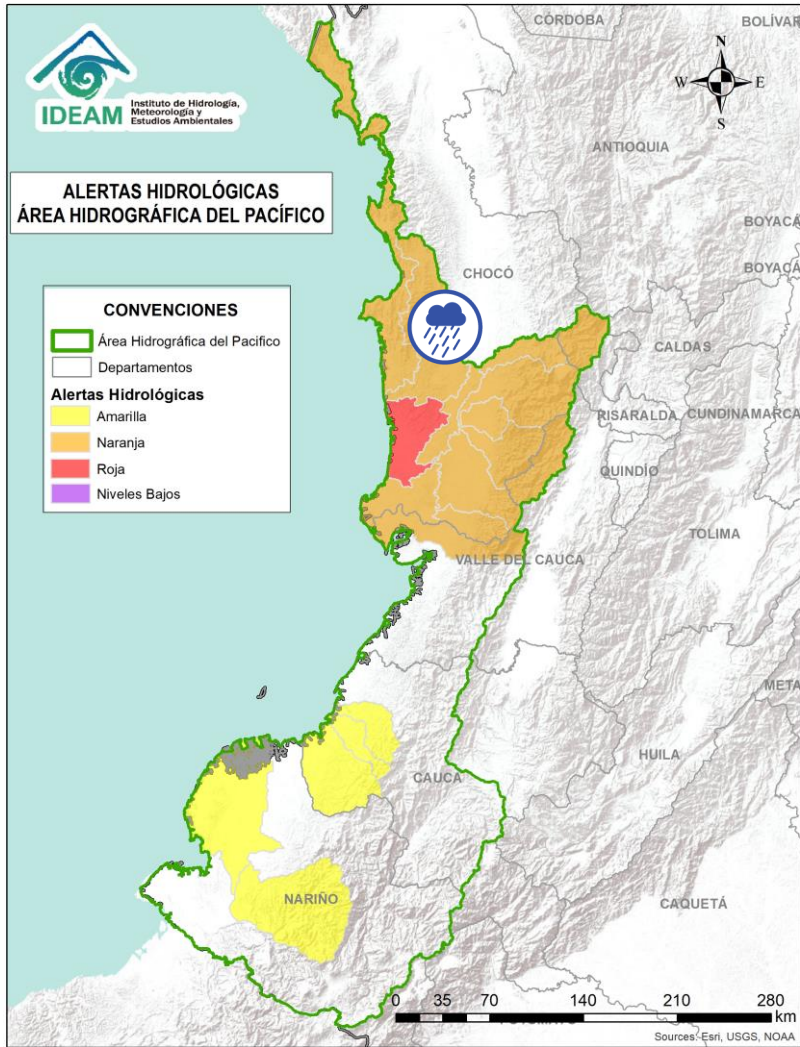 CÓRDOBA
BOLÍVAR
IDEAM
Instituto de Hidrología,
Meteorología y
Estudios Ambientales
N
W
E
S
ANTIOQUIA
ALERTAS HIDROLÓGICAS
ÁREA HIDROGRÁFICA DEL PACÍFICO
BOYACÁ
BOYACÁ
CHOCÓ
CONVENCIONES
Área Hidrográfica del Pacifico
Departamentos
Alertas Hidrológicas
Amarilla
Naranja
Roja
Niveles Bajos
CALDAS
RISARALDA
CUNDINAMARCA
QUINDÍO
TOLIMA
VALLE DEL CAUCA
META
HUILA
CAUCA
NARIÑO
CAQUETÁ
0 35 70 140 210 280
km
Sources: Esri, USGS, NOAA